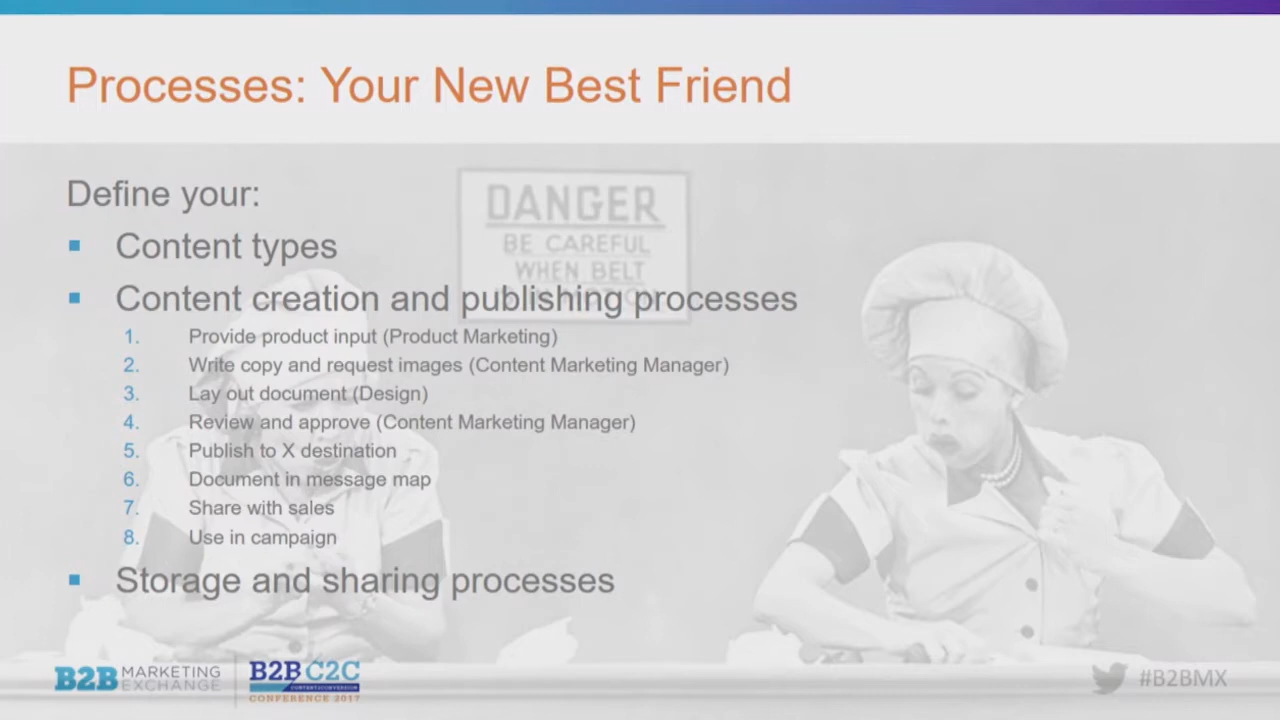 Processes: Your New Best Friend
DANGER
BE CAREFUL
WHEN BELT
Define your:
▪ Content types
▪ Content creation and publishing processes
1. Provide product input (Product Marketing)
2. Write copy and request images (Content Marketing Manager)
3. Lay out document (Design)
4. Review and approve (Content Marketing Manager)
5. Publish to X destination
6. Document in message map
7. Share with sales
8. Use in campaign
▪ Storage and sharing processes
B2B MARKETING EXCHANGE
B2B C2C
CONTENT2CONVERSION
CONFERENCE 2017
#B2BMX